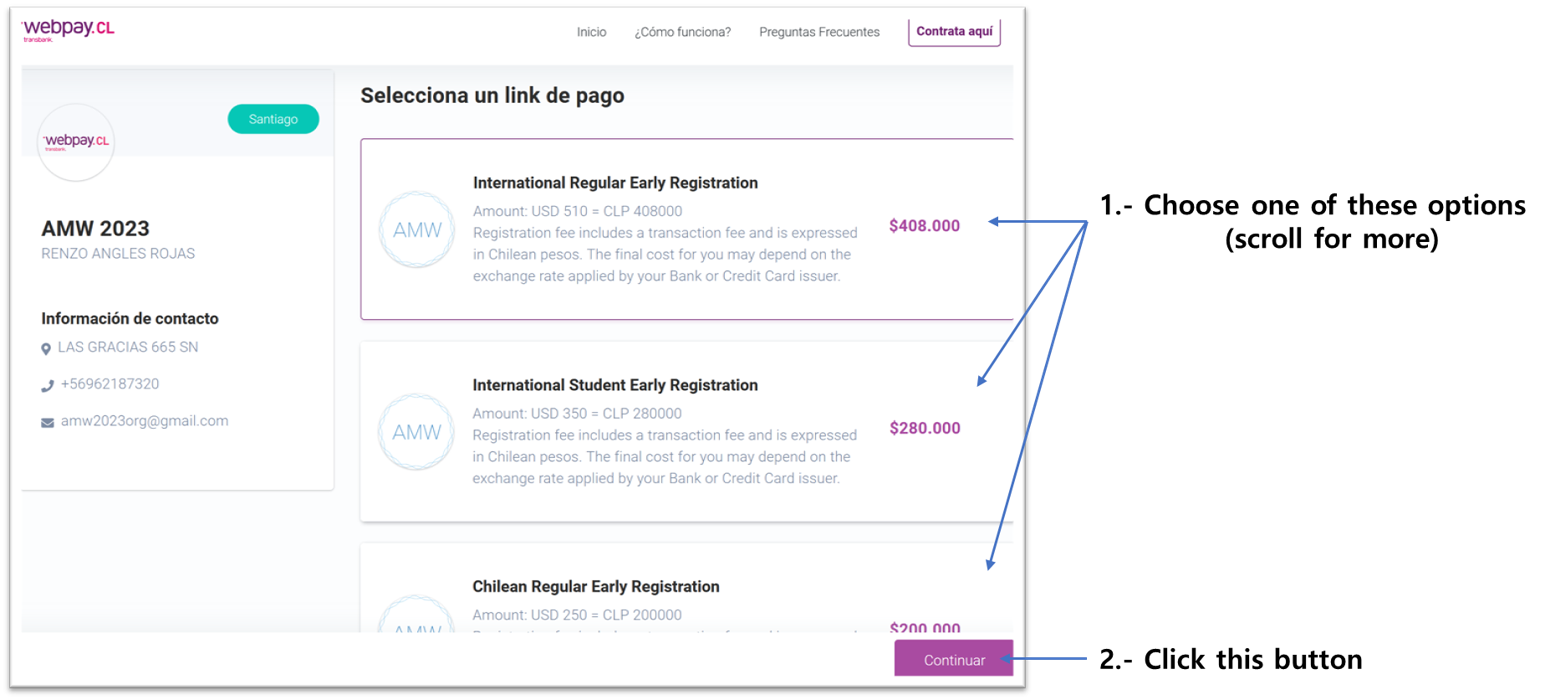 webpay.CL
transbank.
Inicio
¿Cómo funciona?
Preguntas Frecuentes
Contrata aquí
webpay.CL
transbank.
Santiago
AMW 2023
RENZO ANGLES ROJAS
Información de contacto
LAS GRACIAS 665 SN
+56962187320
amw2023org@gmail.com
Selecciona un link de pago
AMW
International Regular Early Registration
Amount: USD 510 = CLP 408000
Registration fee includes a transaction fee and is expressed
in Chilean pesos. The final cost for you may depend on the
exchange rate applied by your Bank or Credit Card issuer.
$408.000
AMW
International Student Early Registration
Amount: USD 350 = CLP 280000
Registration fee includes a transaction fee and is expressed
in Chilean pesos. The final cost for you may depend on the
exchange rate applied by your Bank or Credit Card issuer.
$280.000
AMW
Chilean Regular Early Registration
Amount: USD 250 = CLP 200000
$200.000
Continuar
1.- Choose one of these options
(scroll for more)
2.- Click this button